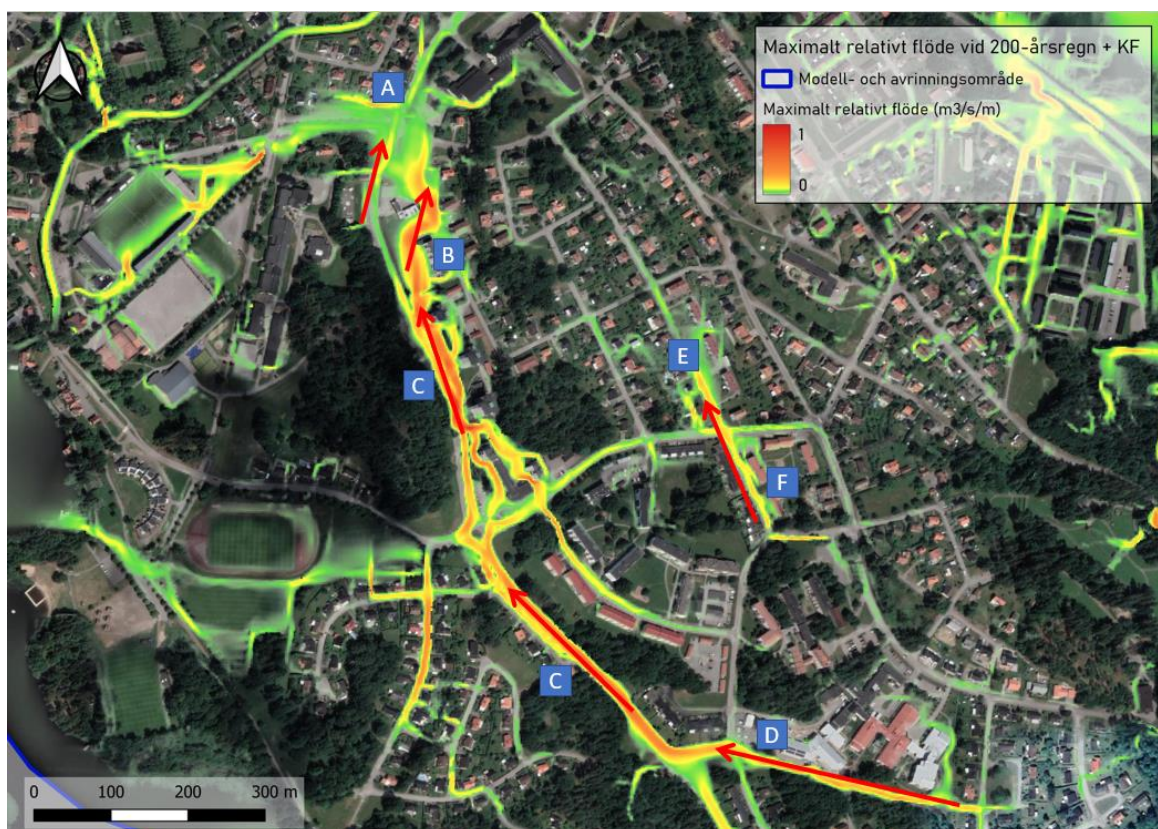 Maximalt relativt flöde vid 200-årsregn + KF
Modell- och avrinningsområde
Maximalt relativt flöde (m3/s/m)
1
0
A
B
C
E
F
C
D
0 100 200 300 m